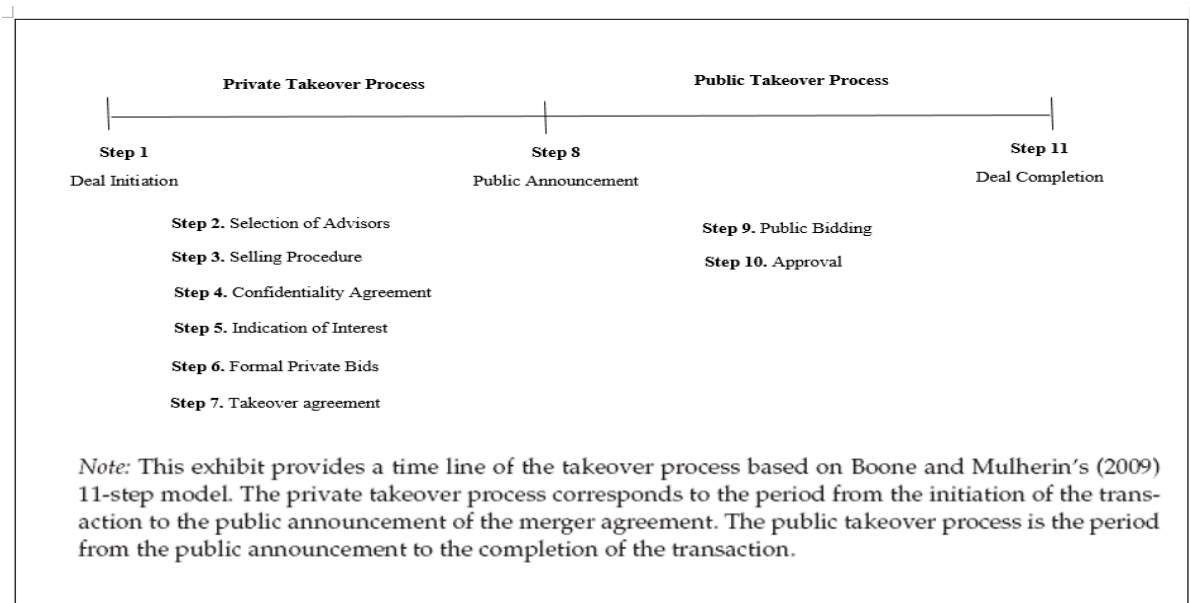 Private Takeover Process
Public Takeover Process
Step 1
Deal Initiation
Step 8
Public Announcement
Step 11
Deal Completion
Step 2. Selection of Advisors
Step 3. Selling Procedure
Step 4. Confidentiality Agreement
Step 5. Indication of Interest
Step 6. Formal Private Bids
Step 7. Takeover agreement
Step 9. Public Bidding
Step 10. Approval
Note: This exhibit provides a time line of the takeover process based on Boone and Mulherin's (2009)
11-step model. The private takeover process corresponds to the period from the initiation of the trans-
action to the public announcement of the merger agreement. The public takeover process is the period
from the public announcement to the completion of the transaction.